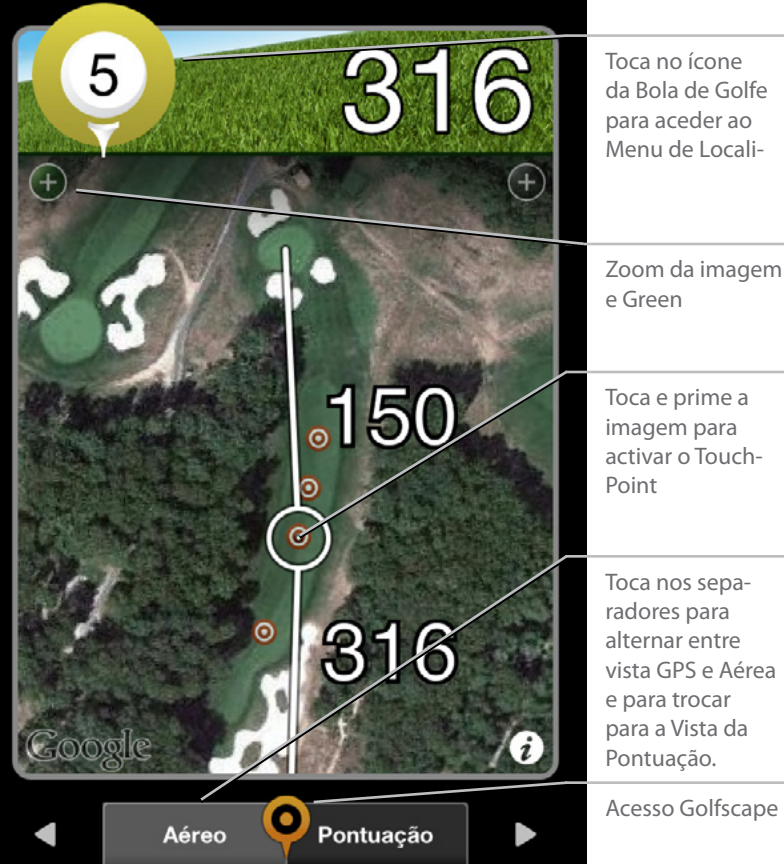 5
316
Toca no ícone
da Bola de Golfe
para aceder ao
Menu de Locali-
Zoom da imagem
e Green
150
Toca e prime a
imagem para
activar o Touch-
Point
316
Toca nos sepa-
radores para
alternar entre
vista GPS e Aérea
e para trocar
para a Vista da
Pontuação.
Google
i
Acesso Golfscape
Aéreo
Pontuação